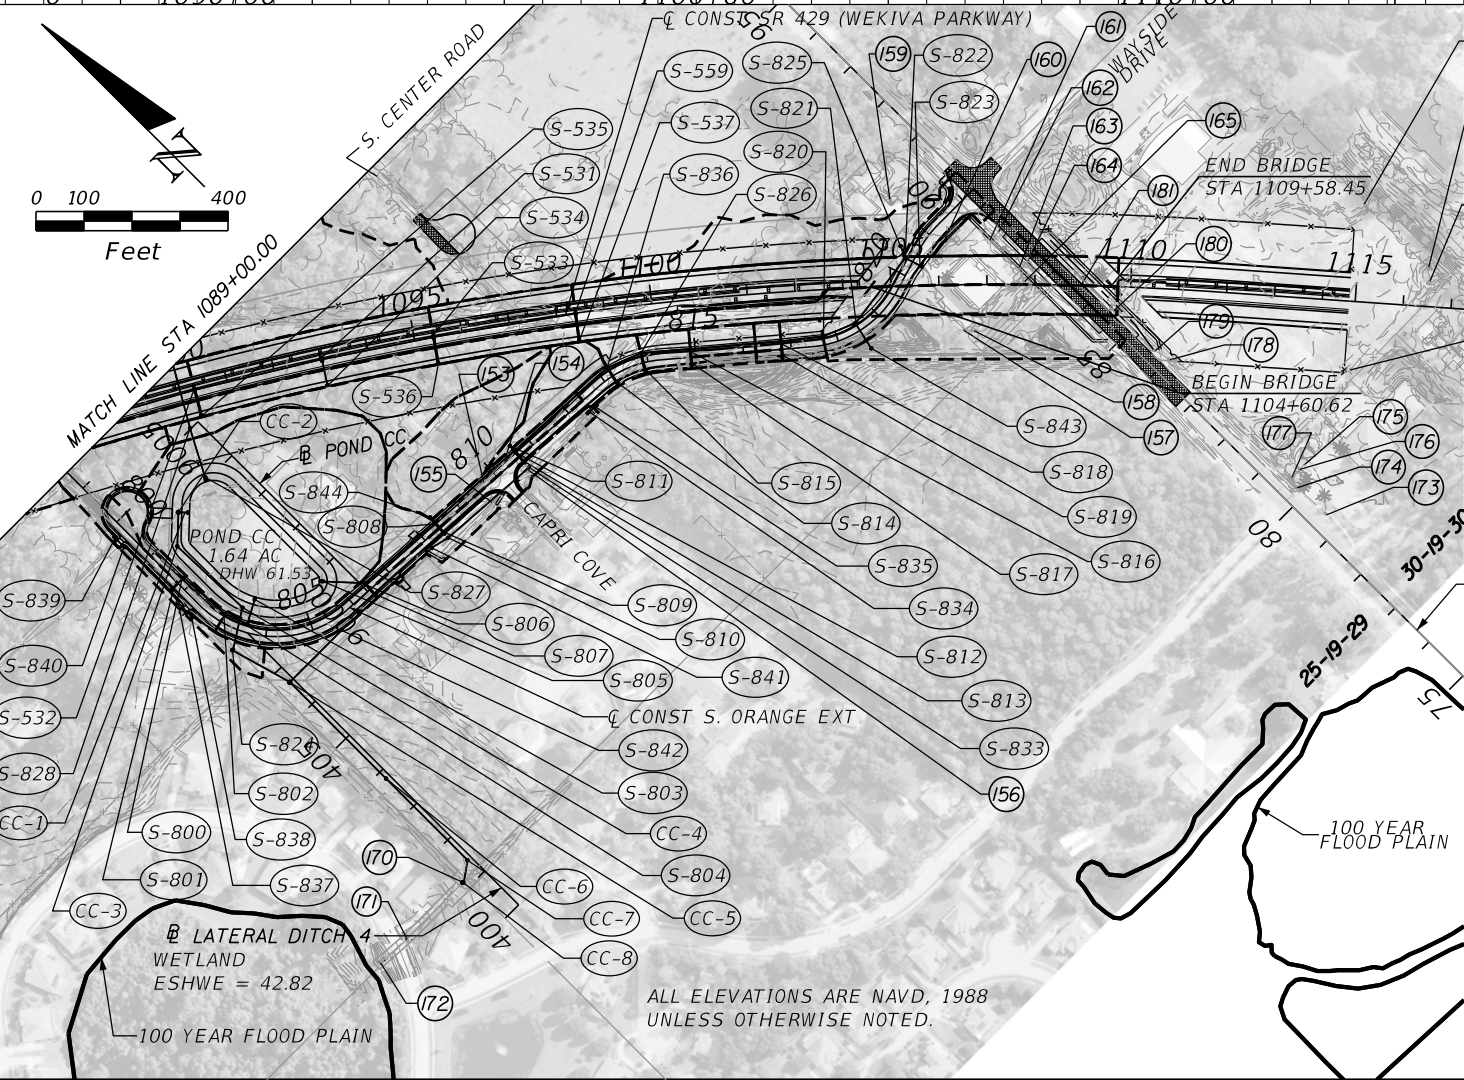 ℄ CONST. SR 429 (WEKIVA PARKWAY)
S. CENTER ROAD
WAYSIDE
DRIVE
N
0 100 400
Feet
MATCH LINE STA 1089+00.00
S-559
S-825
159
S-822
160
161
162
S-823
S-535
S-537
S-821
163
165
S-531
S-836
S-820
164
181
END BRIDGE
STA 1109+58.45
S-534
S-826
S-533
180
1095
1100
1105
1110
1115
815
820
90
85
179
178
BEGIN BRIDGE
STA 1104+60.62
153
154
S-536
158
157
CC-2
℄ POND CC
155
810
S-843
177
175
176
174
173
S-844
S-808
S-811
S-815
S-818
S-814
S-819
CAPRI COVE
POND CC
1.64 AC
DHW 61.53
805
S-835
S-817
S-816
80
30-19-30
S-839
S-827
S-809
S-834
S-806
S-810
S-840
S-807
S-805
S-841
S-812
25-19-29
S-813
75
S-532
℄ CONST S. ORANGE EXT
S-824
405
S-842
S-833
S-828
S-802
S-803
156
CC-1
S-800
S-838
CC-4
100 YEAR
FLOOD PLAIN
170
S-801
S-837
CC-6
S-804
CC-3
171
CC-7
CC-5
400
CC-8
℄ LATERAL DITCH 4
WETLAND
ESHWE = 42.82
172
ALL ELEVATIONS ARE NAVD, 1988
UNLESS OTHERWISE NOTED.
100 YEAR FLOOD PLAIN